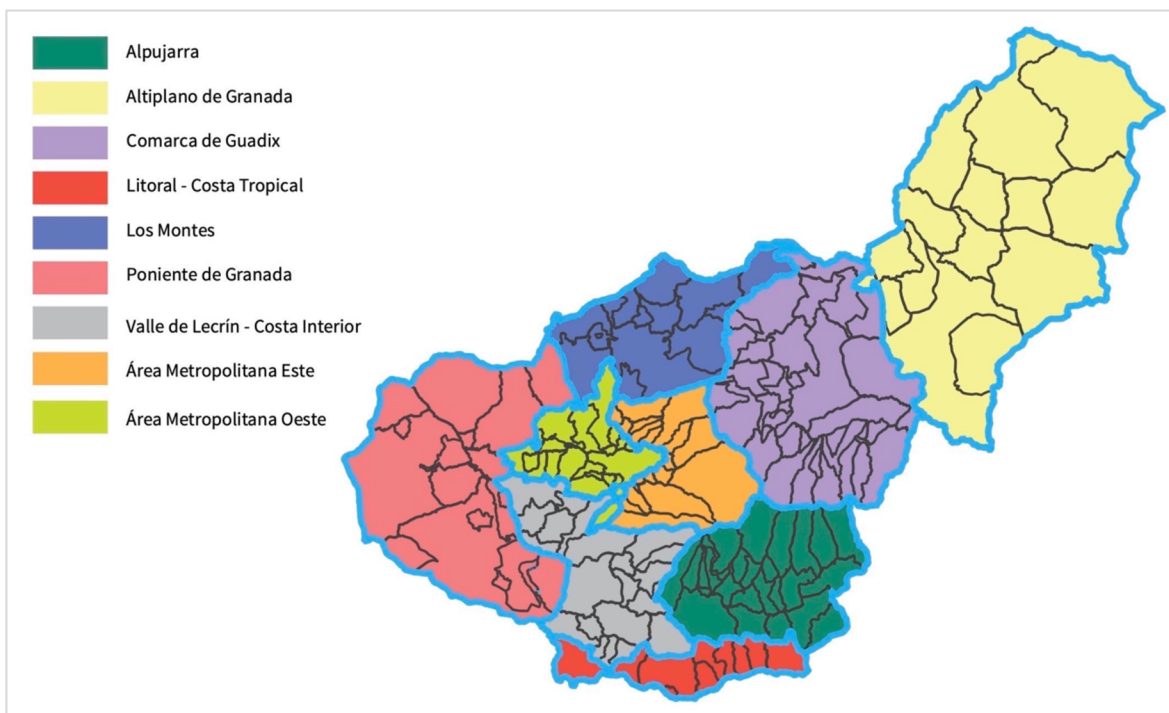 Alpujarra
Altiplano de Granada
Comarca de Guadix
Litoral - Costa Tropical
Los Montes
Poniente de Granada
Valle de Lecrín - Costa Interior
Área Metropolitana Este
Área Metropolitana Oeste